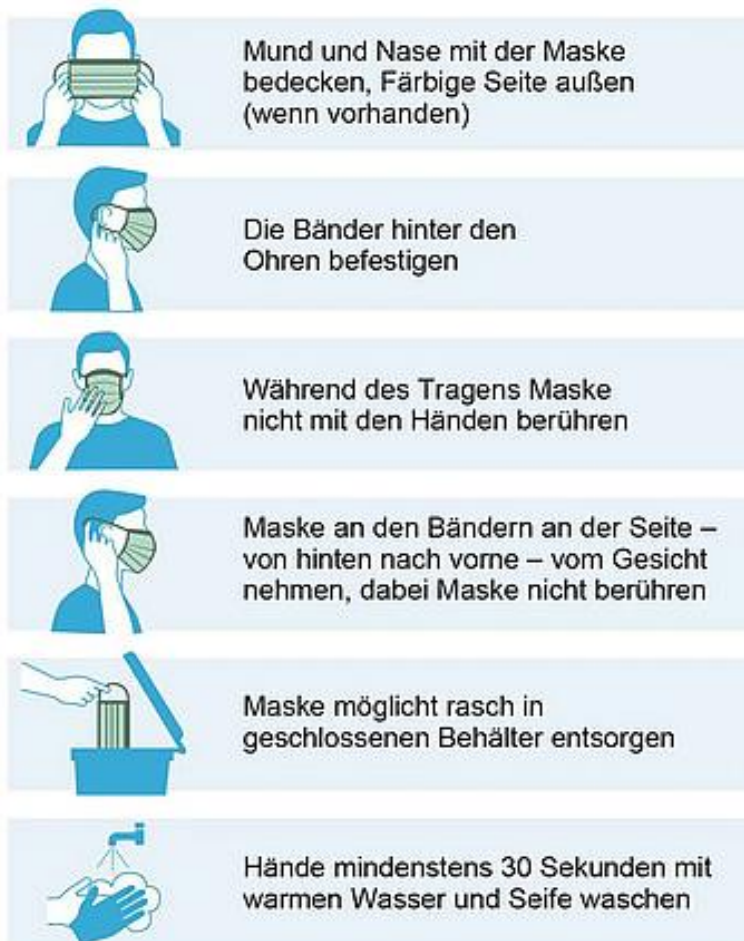 Mund und Nase mit der Maske
bedecken, Färbige Seite außen
(wenn vorhanden)
Die Bänder hinter den
Ohren befestigen
Während des Tragens Maske
nicht mit den Händen berühren
Maske an den Bändern an der Seite –
von hinten nach vorne – vom Gesicht
nehmen, dabei Maske nicht berühren
Maske möglicht rasch in
geschlossenen Behälter entsorgen
Hände mindenstens 30 Sekunden mit
warmen Wasser und Seife waschen